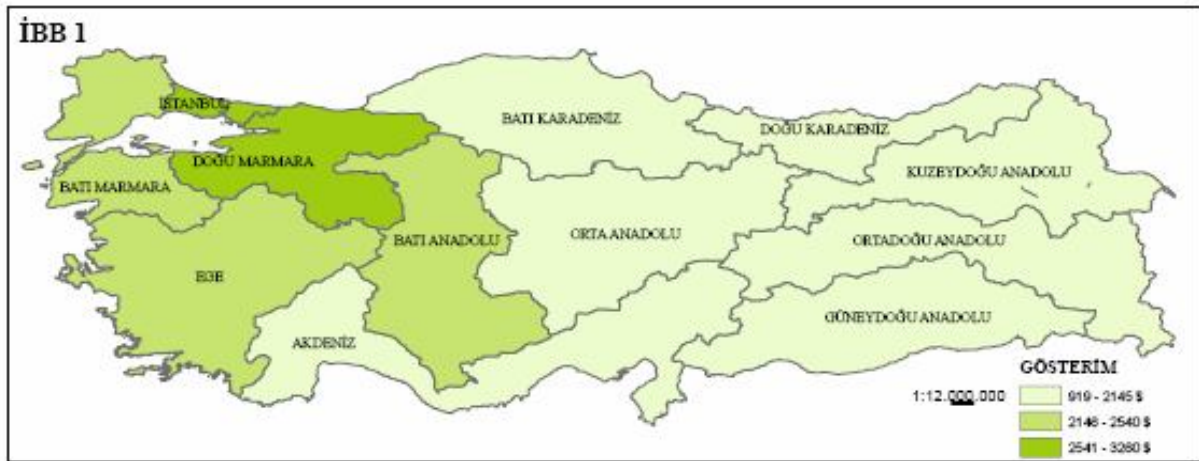 İBB 1
İSTANBUL
BATI KARADENİZ
DOĞU KARADENİZ
DOĞU MARMARA
KUZEYDOĞU ANADOLU
BATI MARMARA
ORTA ANADOLU
BATI ANADOLU
ORTADOĞU ANADOLU
EGE
GÜNEYDOĞU ANADOLU
AKDENİZ
GÖSTERİM
1:12.000.000
919 - 2145 $
2146 - 2540 $
2541 - 3260 $